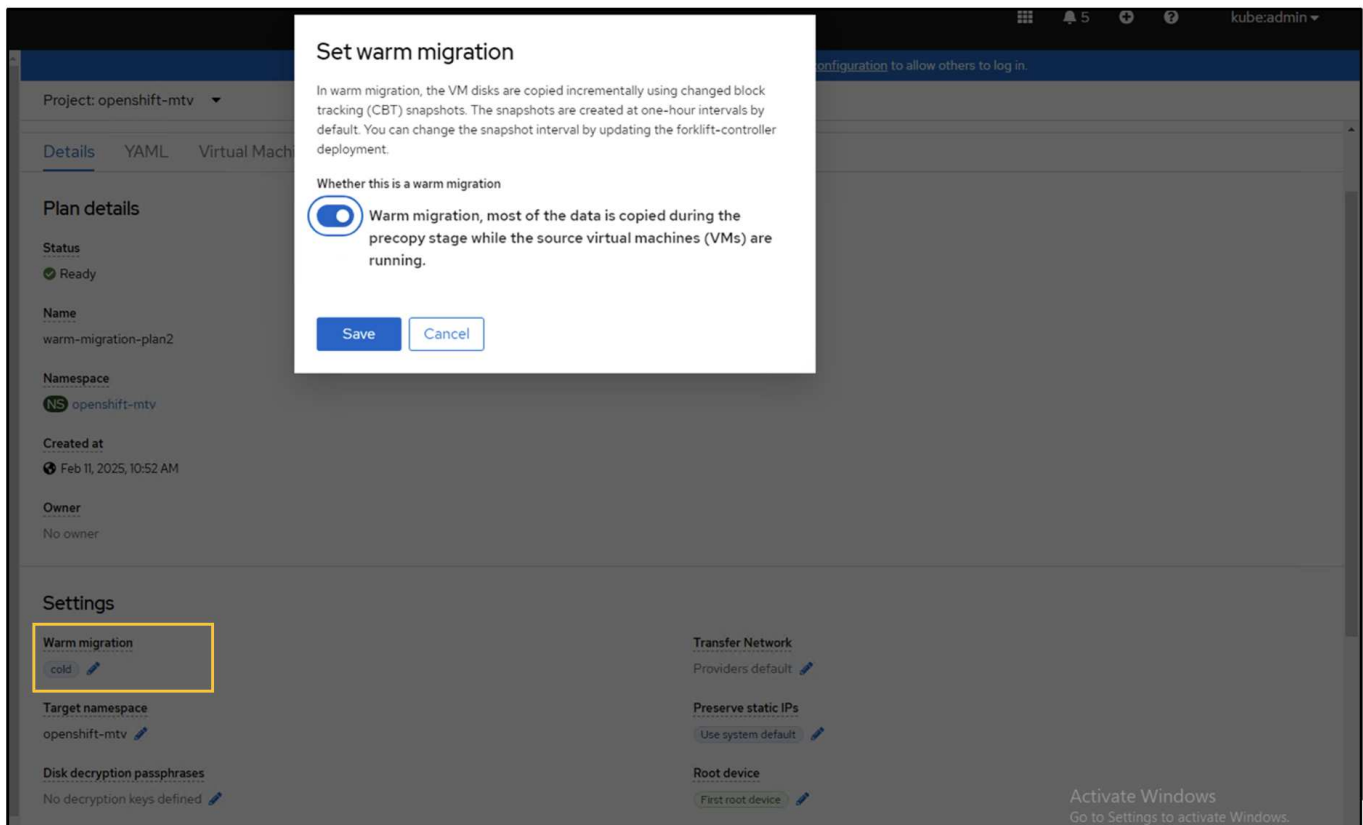 5
kube:admin
Set warm migration
In warm migration, the VM disks are copied incrementally using changed block
tracking (CBT) snapshots. The snapshots are created at one-hour intervals by
default. You can change the snapshot interval by updating the forklift-controller
deployment.
Whether this is a warm migration
Warm migration, most of the data is copied during the
precopy stage while the source virtual machines (VMs) are
running.
Save Cancel
onfiguration to allow others to log in.
Project: openshift-mtv
Details YAML Virtual Machi
Plan details
Status
Ready
Name
warm-migration-plan2
Namespace
NS openshift-mtv
Created at
Feb 11, 2025, 10:52 AM
Owner
No owner
Settings
Warm migration
cold
Target namespace
openshift-mtv
Disk decryption passphrases
No decryption keys defined
Transfer Network
Providers default
Preserve static IPs
Use system default
Root device
First root device
Activate Windows
Go to Settings to activate Windows.